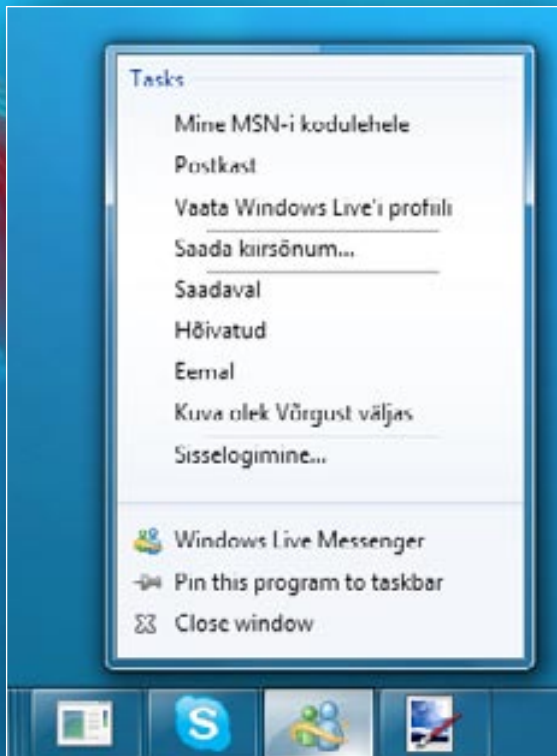 Tasks
Mine MSN-i kodulehele
Postkast
Vaata Windows Live'i profiili
Saada kiirsõnum...
Saadaval
Hõivatud
Eemal
Kuva olek Võrgust väljas
Sisselogimine...
Windows Live Messenger
Pin this program to taskbar
Close window